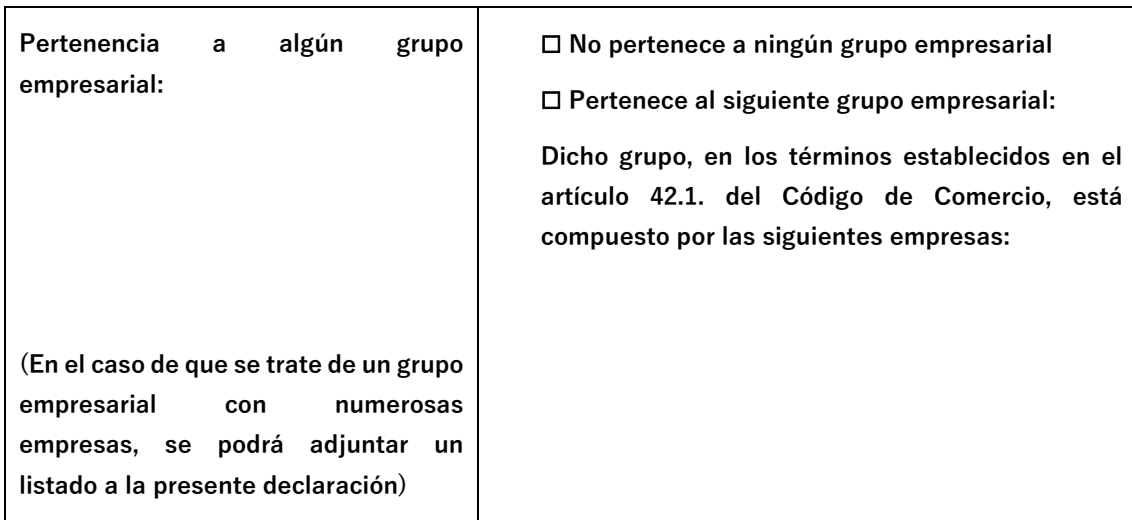 Pertenencia a algún grupo
empresarial:
(En el caso de que se trate de un grupo
empresarial con numerosas
empresas, se podrá adjuntar un
listado a la presente declaración)
☐ No pertenece a ningún grupo empresarial
☐ Pertenece al siguiente grupo empresarial:
Dicho grupo, en los términos establecidos en el
artículo 42.1. del Código de Comercio, está
compuesto por las siguientes empresas: